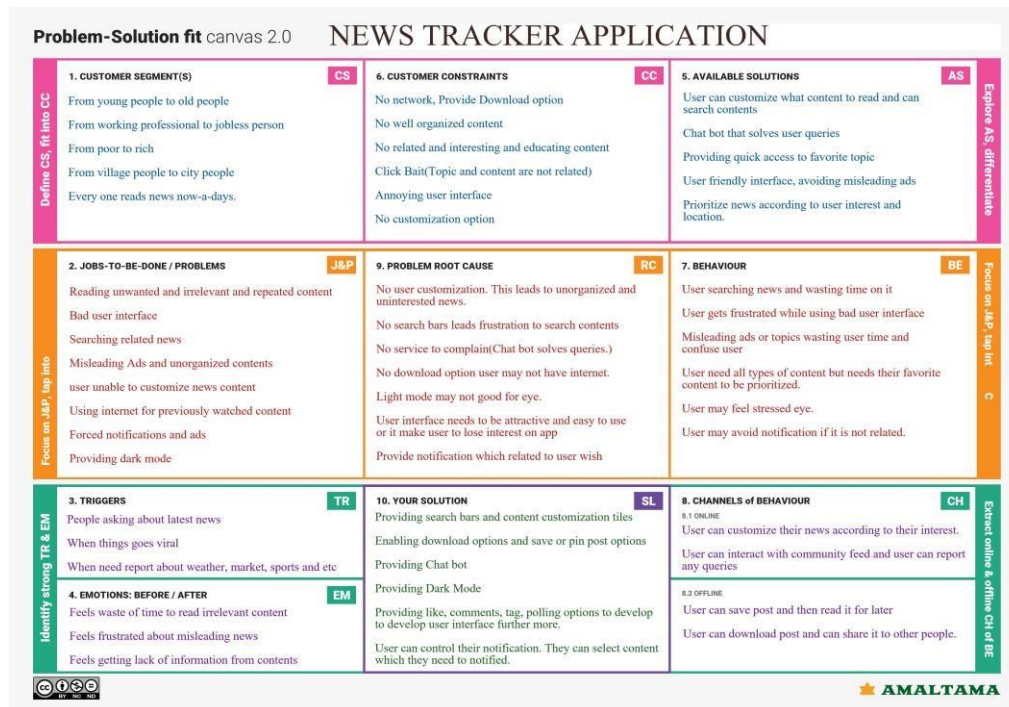 Problem-Solution fit canvas 2.0
NEWS TRACKER APPLICATION
Define CS, fit into CC
1. CUSTOMER SEGMENT(S)
CS
From young people to old people
From working professional to jobless person
From poor to rich
From village people to city people
Every one reads news now-a-days.
6. CUSTOMER CONSTRAINTS
CC
No network, Provide Download option
No well organized content
No related and interesting and educating content
Click Bait(Topic and content are not related)
Annoying user interface
No customization option
5. AVAILABLE SOLUTIONS
AS
User can customize what content to read and can
search contents
Chat bot that solves user queries
Providing quick access to favorite topic
User friendly interface, avoiding misleading ads
Prioritize news according to user interest and
location.
Explore AS, differentiate
Focus on J&P, tap into
2. JOBS-TO-BE-DONE / PROBLEMS
J&P
Reading unwanted and irrelevant and repeated content
Bad user interface
Searching related news
Misleading Ads and unorganized contents
user unable to customize news content
Using internet for previously watched content
Forced notifications and ads
Providing dark mode
9. PROBLEM ROOT CAUSE
RC
No user customization. This leads to unorganized and
uninterested news.
No search bars leads frustration to search contents
No service to complain(Chat bot solves queries.)
No download option user may not have internet.
Light mode may not good for eye.
User interface needs to be attractive and easy to use
or it make user to lose interest on app
Provide notification which related to user wish
7. BEHAVIOUR
BE
User searching news and wasting time on it
User gets frustrated while using bad user interface
Misleading ads or topics wasting user time and
confuse user
User need all types of content but needs their favorite
content to be prioritized.
User may feel stressed eye.
User may avoid notification if it is not related.
Focus on J&P, tap int
C
Identify strong TR & EM
3. TRIGGERS
TR
People asking about latest news
When things goes viral
When need report about weather, market, sports and etc
4. EMOTIONS: BEFORE / AFTER
EM
Feels waste of time to read irrelevant content
Feels frustrated about misleading news
Feels getting lack of information from contents
10. YOUR SOLUTION
SL
Providing search bars and content customization tiles
Enabling download options and save or pin post options
Providing Chat bot
Providing Dark Mode
Providing like, comments, tag, polling options to develop
to develop user interface further more.
User can control their notification. They can select content
which they need to notified.
8. CHANNELS of BEHAVIOUR
CH
8.1 ONLINE
User can customize their news according to their interest.
User can interact with community feed and user can report
any queries
8.2 OFFLINE
User can save post and then read it for later
User can download post and can share it to other people.
Extract online & offline CH of BE
CC
BY NC ND
AMALTAMA